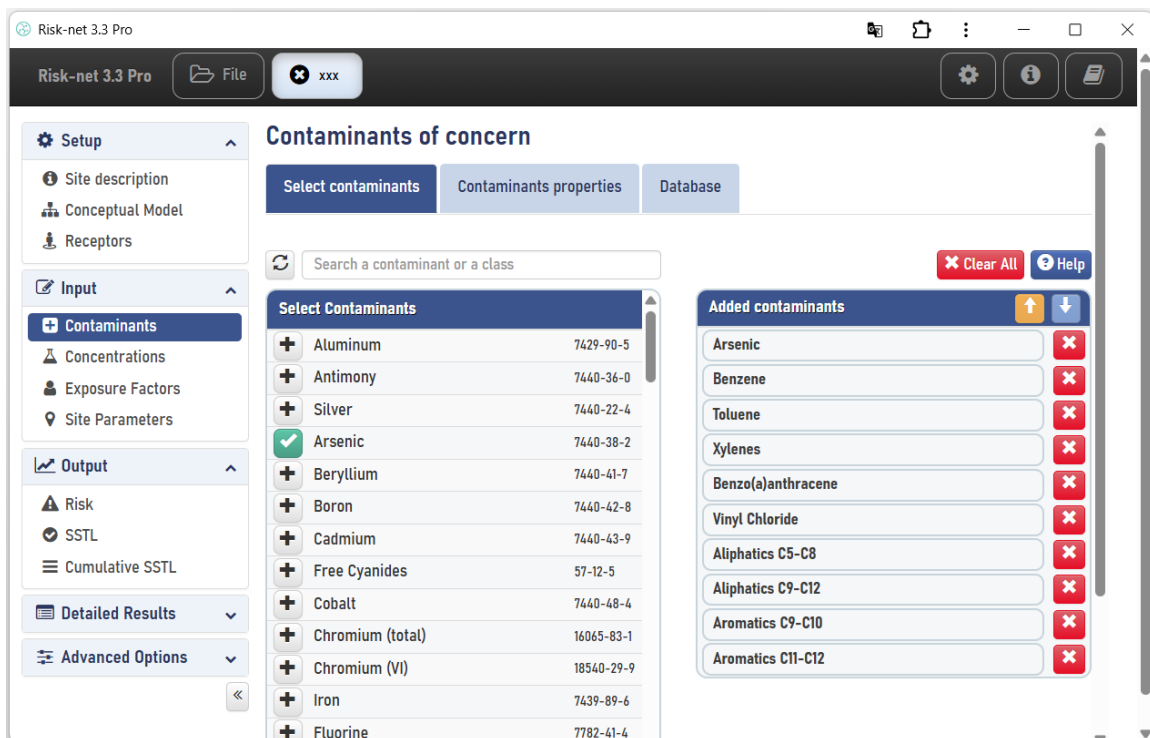 Risk-net 3.3 Pro
Risk-net 3.3 Pro
File
xxx
Setup
Site description
Conceptual Model
Receptors
Input
Contaminants
Concentrations
Exposure Factors
Site Parameters
Output
Risk
SSTL
Cumulative SSTL
Detailed Results
Advanced Options
Contaminants of concern
Select contaminants
Contaminants properties
Database
Search a contaminant or a class
Clear All
Help
Select Contaminants
Aluminum 7429-90-5
Antimony 7440-36-0
Silver 7440-22-4
Arsenic 7440-38-2
Beryllium 7440-41-7
Boron 7440-42-8
Cadmium 7440-43-9
Free Cyanides 57-12-5
Cobalt 7440-48-4
Chromium (total) 16065-83-1
Chromium (VI) 18540-29-9
Iron 7439-89-6
Fluorine 7782-41-4
Added contaminants
Arsenic
Benzene
Toluene
Xylenes
Benzo(a)anthracene
Vinyl Chloride
Aliphatics C5-C8
Aliphatics C9-C12
Aromatics C9-C10
Aromatics C11-C12